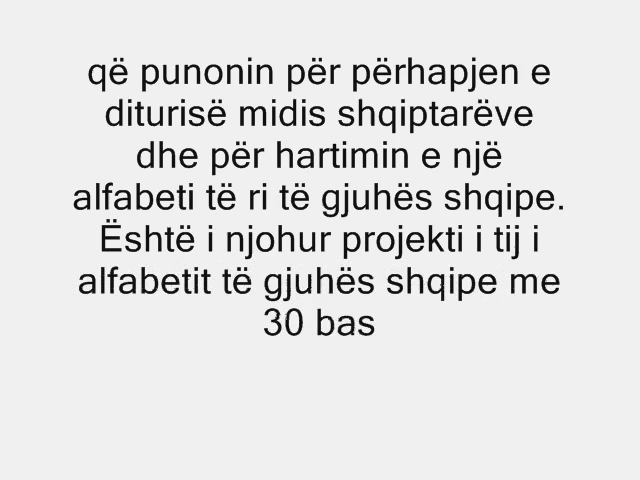 që punonin për përhapjen e
diturisë midis shqiptarëve
dhe për hartimin e një
alfabeti të ri të gjuhës shqipe.
Është i njohur projekti i tij i
alfabetit të gjuhës shqipe me
30 bas